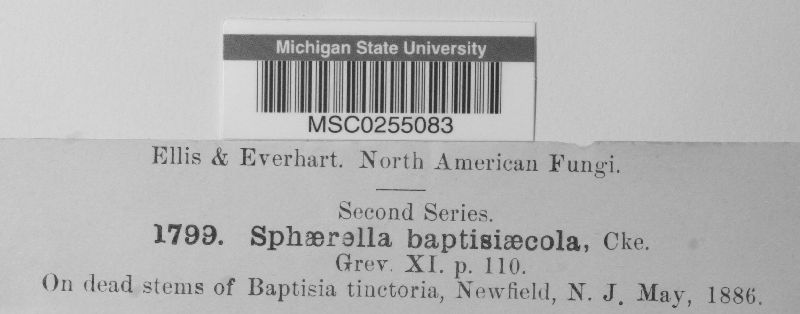 Michigan State University
MSC0255083
Ellis & Everhart. North American Fungi.
Second Series.
1799. Sphærella baptisiæcola, Cke.
Grev. XI. p. 110.
On dead stems of Baptisia tinctoria, Newfield, N. J. May, 1886.